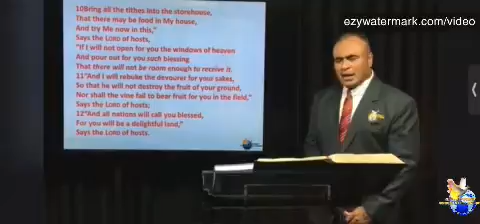 10Bring all the tithes into the storehouse,
That there may be food in My house,
And try Me now in this,"
Says the LORD of hosts,
"If I will not open for you the windows of heaven
And pour out for you such blessing
That there will not be room enough to receive it.
11"And I will rebuke the devourer for your sakes,
So that he will not destroy the fruit of your ground,
Nor shall the vine fail to bear fruit for you in the field,"
Says the LORD of hosts;
12"And all nations will call you blessed,
For you will be a delightful land,"
Says the LORD of hosts.
ezywatermark.com/video